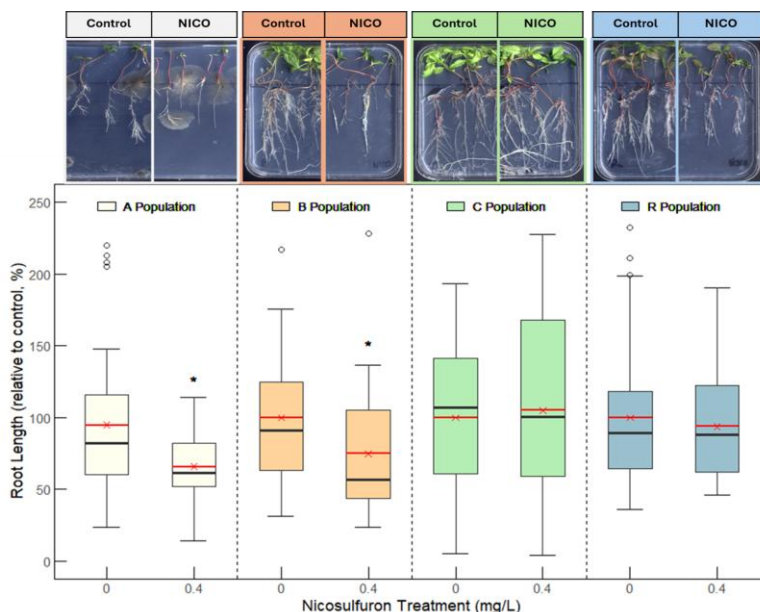 Control NICO Control NICO Control NICO Control NICO
A Population B Population C Population R Population
250
200
150
100
50
0
Root Length (relative to control, %)
0 0.4 0 0.4 0 0.4 0 0.4
Nicosulfuron Treatment (mg/L)